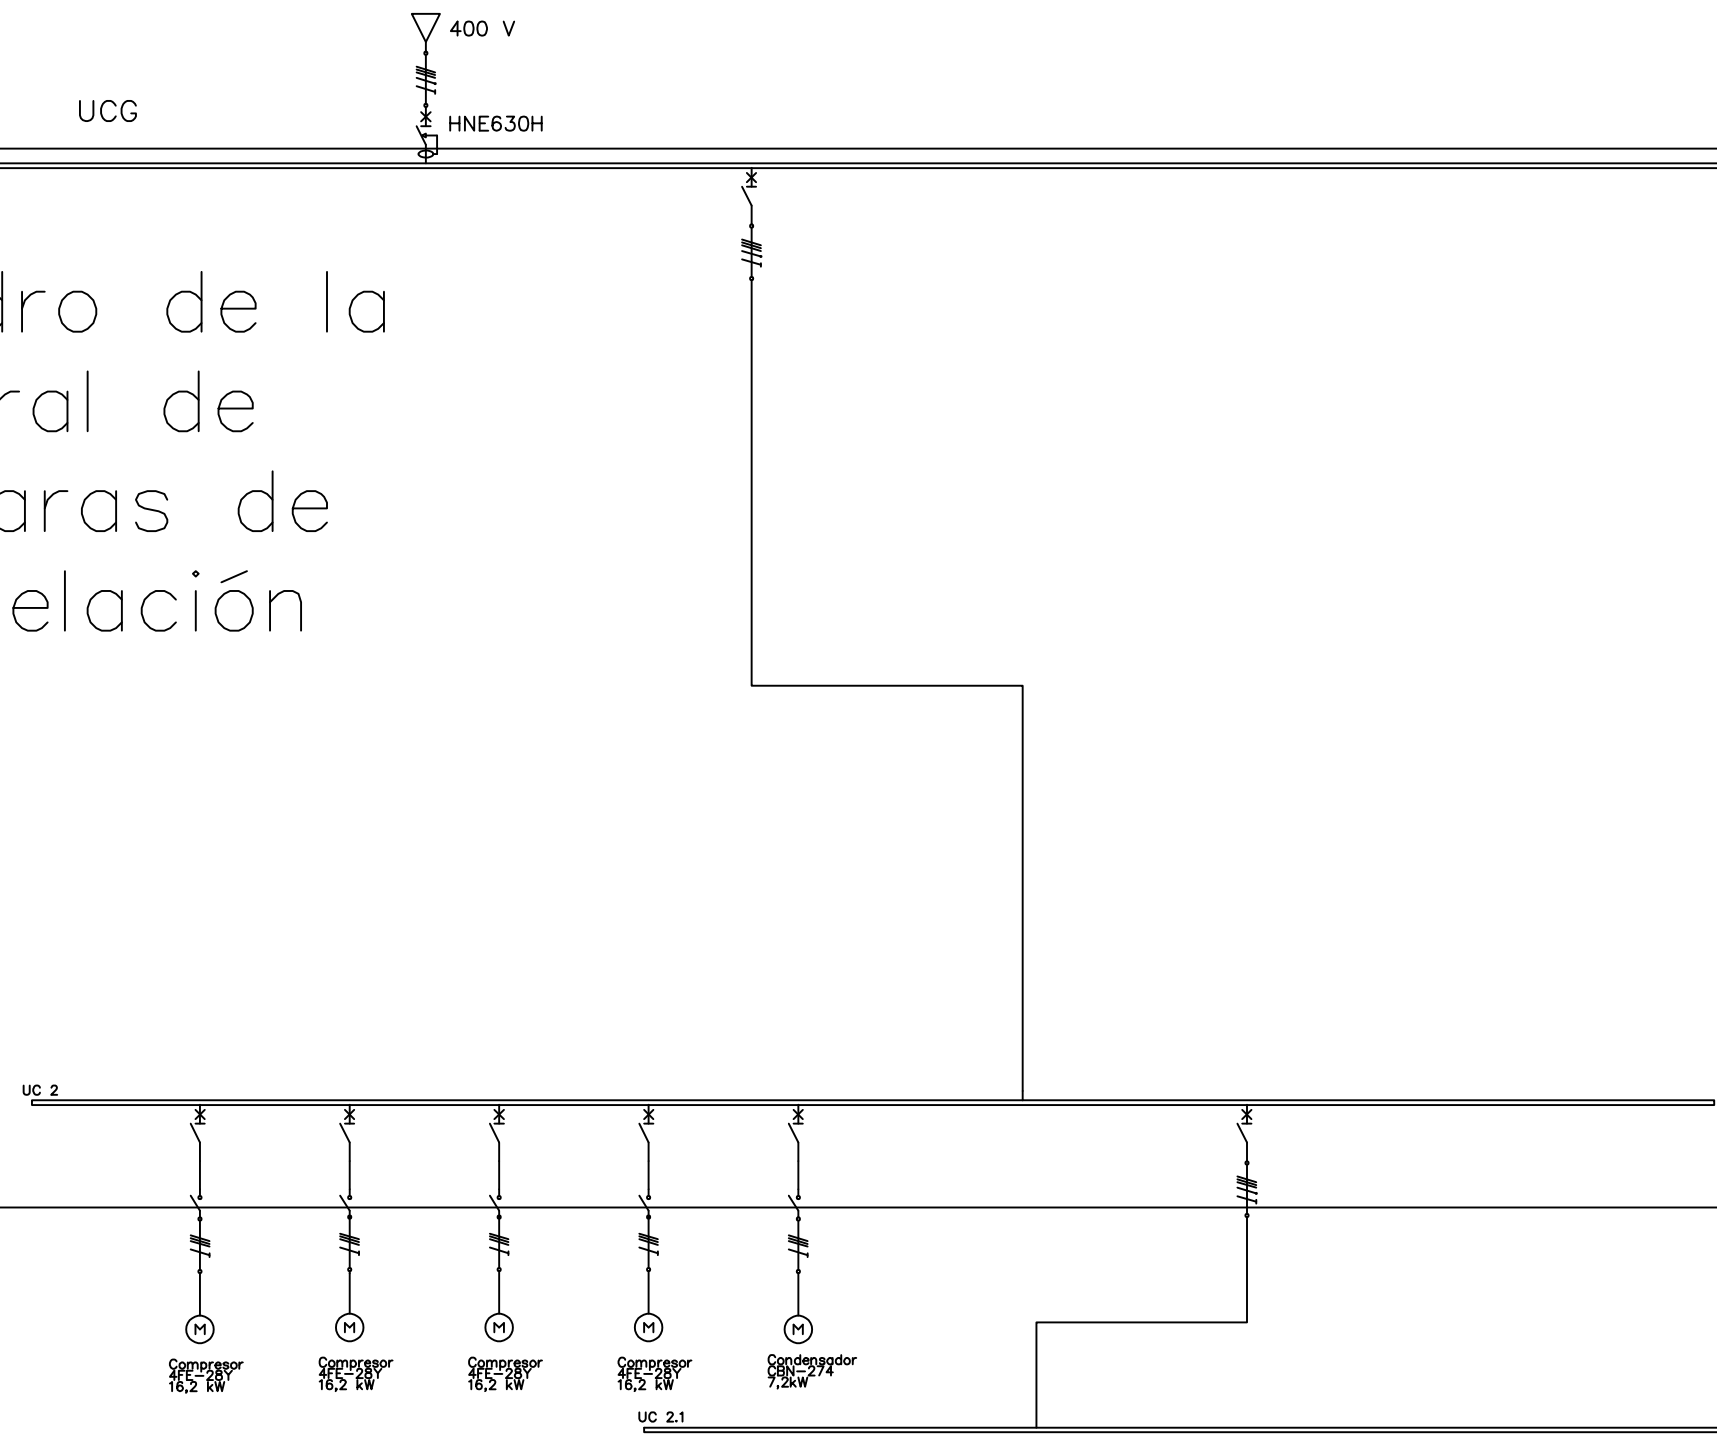 400 V
UCG
HNE630H
dro de la
ral de
aras de
elación
UC 2
M
M
M
M
M
Compresor
4FE-28Y
16,2 kW
Compresor
4FE-28Y
16,2 kW
Compresor
4FE-28Y
16,2 kW
Compresor
4FE-28Y
16,2 kW
Condensador
CBN-274
7,2kW
UC 2.1